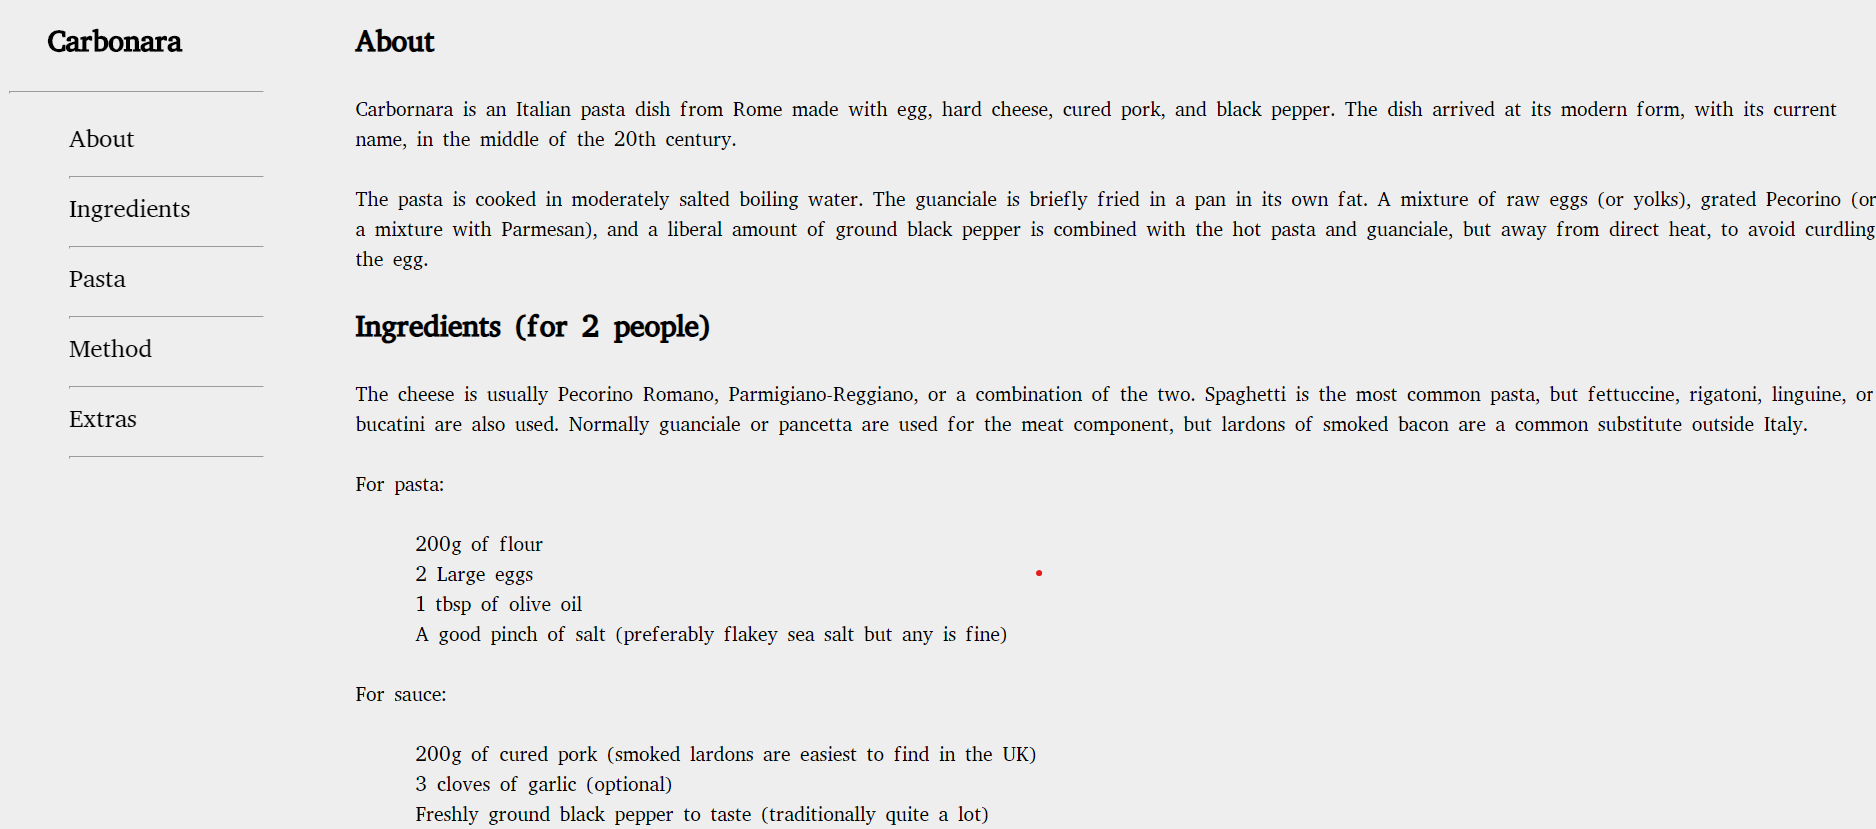 Carbonara
About
Ingredients
Pasta
Method
Extras
About
Carbornara is an Italian pasta dish from Rome made with egg, hard cheese, cured pork, and black pepper. The dish arrived at its modern form, with its current
name, in the middle of the 20th century.
The pasta is cooked in moderately salted boiling water. The guanciale is briefly fried in a pan in its own fat. A mixture of raw eggs (or yolks), grated Pecorino (or
a mixture with Parmesan), and a liberal amount of ground black pepper is combined with the hot pasta and guanciale, but away from direct heat, to avoid curdling
the egg.
Ingredients (for 2 people)
The cheese is usually Pecorino Romano, Parmigiano-Reggiano, or a combination of the two. Spaghetti is the most common pasta, but fettuccine, rigatoni, linguine, or
bucatini are also used. Normally guanciale or pancetta are used for the meat component, but lardons of smoked bacon are a common substitute outside Italy.
For pasta:
200g of flour
2 Large eggs
1 tbsp of olive oil
A good pinch of salt (preferably flakey sea salt but any is fine)
For sauce:
200g of cured pork (smoked lardons are easiest to find in the UK)
3 cloves of garlic (optional)
Freshly ground black pepper to taste (traditionally quite a lot)